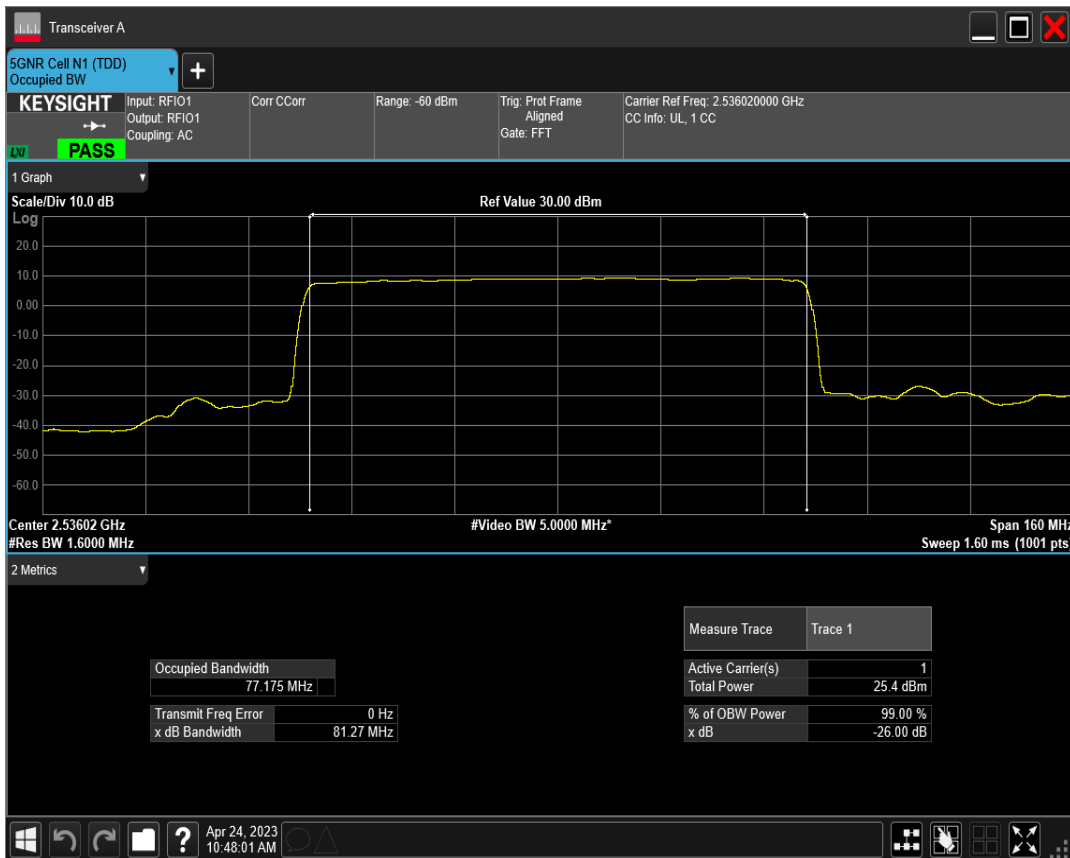 Transceiver A
5GNR Cell N1 (TDD)
Occupied BW
+
KEYSIGHT
LXI
PASS
Input: RFIO1
Output: RFIO1
Coupling: AC
Corr CCorr
Range: -60 dBm
Trig: Prot Frame
Aligned
Gate: FFT
Carrier Ref Freq: 2.536020000 GHz
CC Info: UL, 1 CC
1 Graph
Scale/Div 10.0 dB
Ref Value 30.00 dBm
Log
20.0
10.0
0.00
-10.0
-20.0
-30.0
-40.0
-50.0
-60.0
Center 2.53602 GHz
#Video BW 5.0000 MHz*
Span 160 MHz
#Res BW 1.6000 MHz
Sweep 1.60 ms (1001 pts)
2 Metrics
Measure Trace Trace 1
Occupied Bandwidth
77.175 MHz
Active Carrier(s) 1
Total Power 25.4 dBm
Transmit Freq Error 0 Hz
x dB Bandwidth 81.27 MHz
% of OBW Power 99.00 %
x dB -26.00 dB
?
Apr 24, 2023
10:48:01 AM